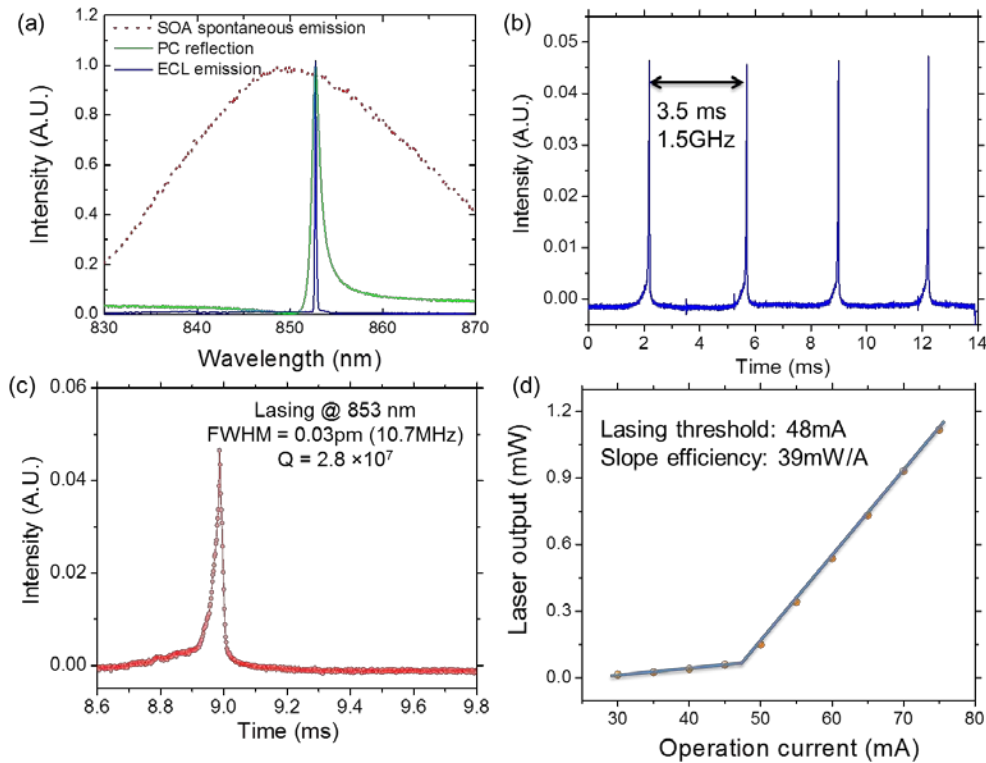 (a)
SOA spontaneous emission
PC reflection
ECL emission
Intensity (A.U.)
1.0
0.8
0.6
0.4
0.2
0.0
830 840 850 860 870
Wavelength (nm)
(b)
Intensity (A.U.)
0.05
0.04
0.03
0.02
0.01
0.00
3.5 ms
1.5GHz
0 2 4 6 8 10 12 14
Time (ms)
(c)
Intensity (A.U.)
0.06
0.04
0.02
0.00
Lasing @ 853 nm
FWHM = 0.03pm (10.7MHz)
Q = 2.8 ×10⁷
8.6 8.8 9.0 9.2 9.4 9.6 9.8
Time (ms)
(d)
Laser output (mW)
1.2
0.9
0.6
0.3
0.0
Lasing threshold: 48mA
Slope efficiency: 39mW/A
30 40 50 60 70 80
Operation current (mA)